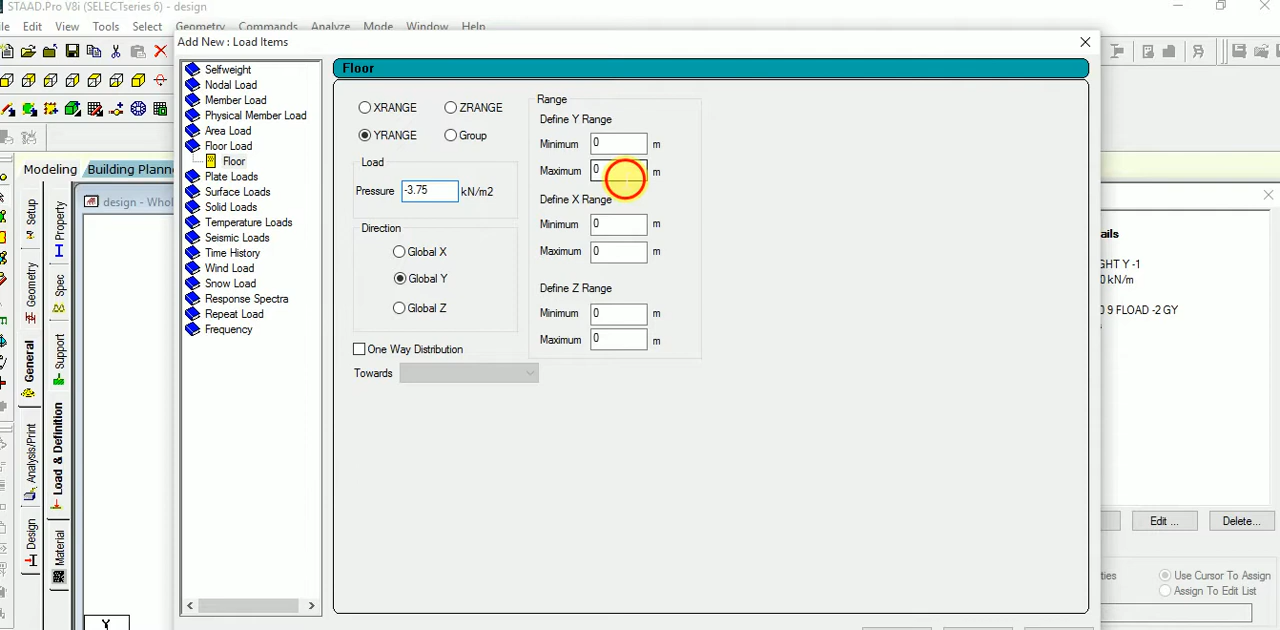 STAAD.Pro V8i (SELECTseries 6) - design
ile Edit View Tools Select Geometry Commands Analyze Mode Window Help
Add New : Load Items
Selfweight
Nodal Load
Member Load
Physical Member Load
Area Load
Floor Load
Floor
Plate Loads
Surface Loads
Solid Loads
Temperature Loads
Seismic Loads
Time History
Wind Load
Snow Load
Response Spectra
Repeat Load
Frequency
Floor
XRANGE ZRANGE
YRANGE Group
Load
Pressure -3.75 kN/m2
Direction
Global X
Global Y
Global Z
One Way Distribution
Towards
Range
Define Y Range
Minimum 0 m
Maximum 0 m
Define X Range
Minimum 0 m
Maximum 0 m
Define Z Range
Minimum 0 m
Maximum 0 m
Modeling Building Plann
design - Whol
Setup
Geometry
General
Analysis/Print
Design
Property
Spec
Support
Load & Definition
Material
Y
ails
GHT Y -1
0 kN/m
0 9 FLOAD -2 GY
Edit ... Delete...
ties Use Cursor To Assign
Assign To Edit List